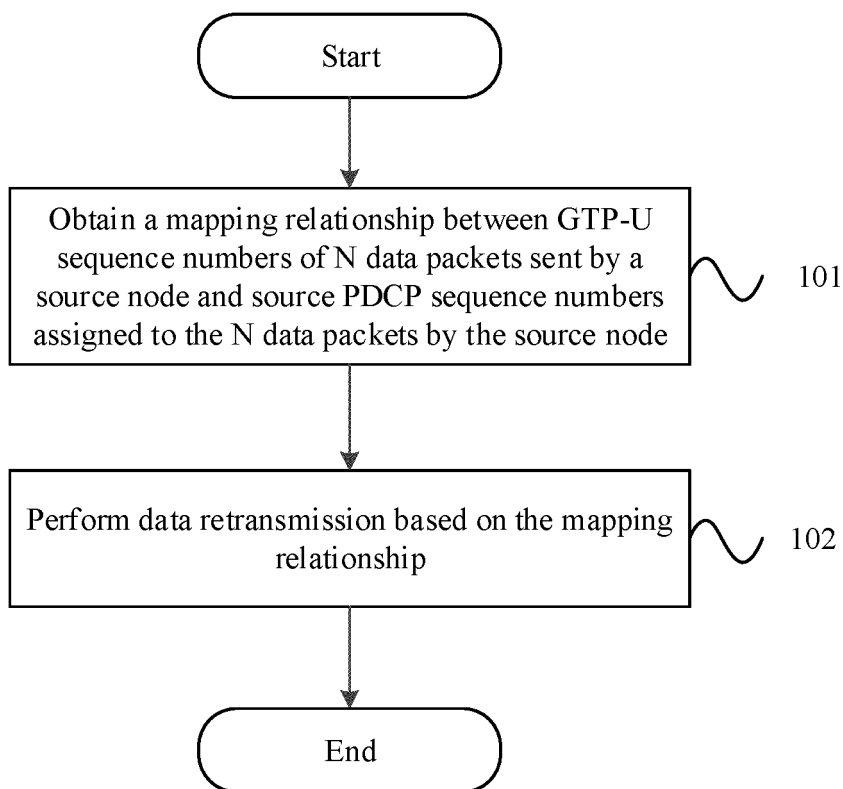 Start
Obtain a mapping relationship between GTP-U
sequence numbers of N data packets sent by a
source node and source PDCP sequence numbers
assigned to the N data packets by the source node
101
Perform data retransmission based on the mapping
relationship
102
End